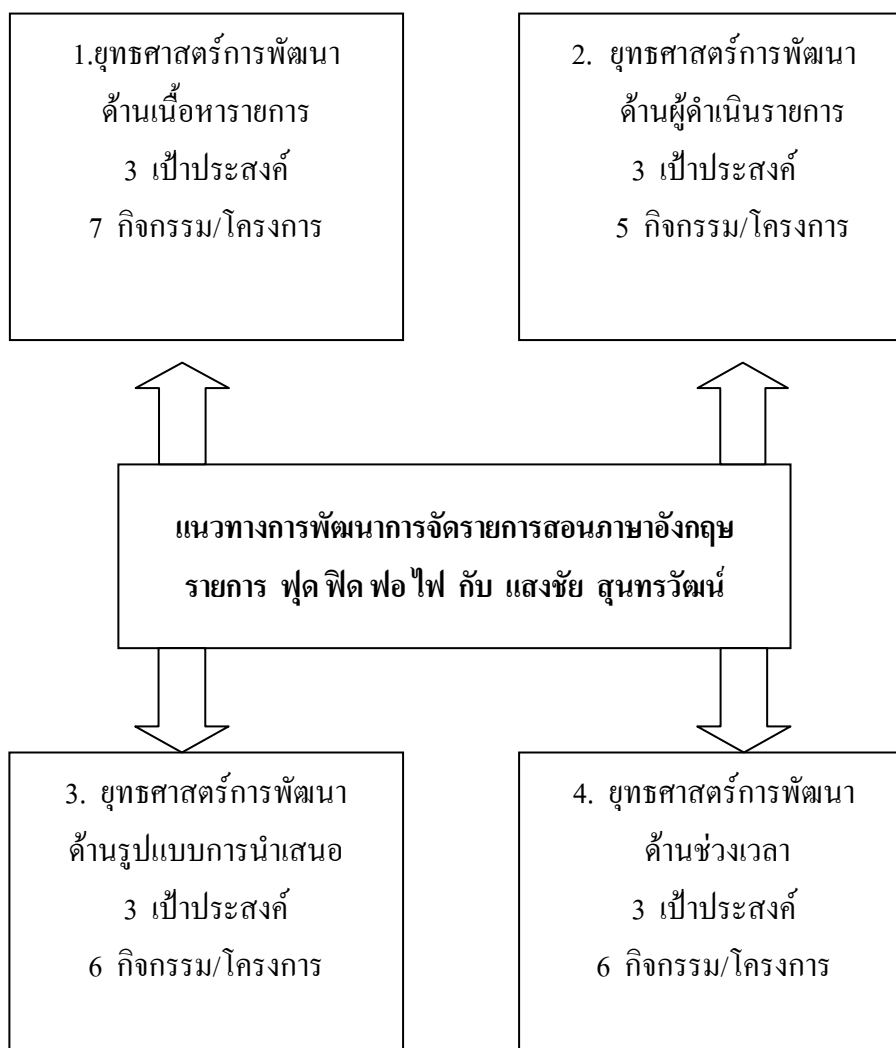 1.ยุทธศาสตร์การพัฒนา
ด้านเนื้อหารายการ
3 เป้าประสงค์
7 กิจกรรม/โครงการ
2. ยุทธศาสตร์การพัฒนา
ด้านผู้ดำเนินรายการ
3 เป้าประสงค์
5 กิจกรรม/โครงการ
แนวทางการพัฒนาการจัดรายการสอนภาษาอังกฤษ
รายการ ฟุด ฟิด ฟอ ไฟ กับ แสงชัย สุนทรวัฒน์
3. ยุทธศาสตร์การพัฒนา
ด้านรูปแบบการนำเสนอ
3 เป้าประสงค์
6 กิจกรรม/โครงการ
4. ยุทธศาสตร์การพัฒนา
ด้านช่วงเวลา
3 เป้าประสงค์
6 กิจกรรม/โครงการ